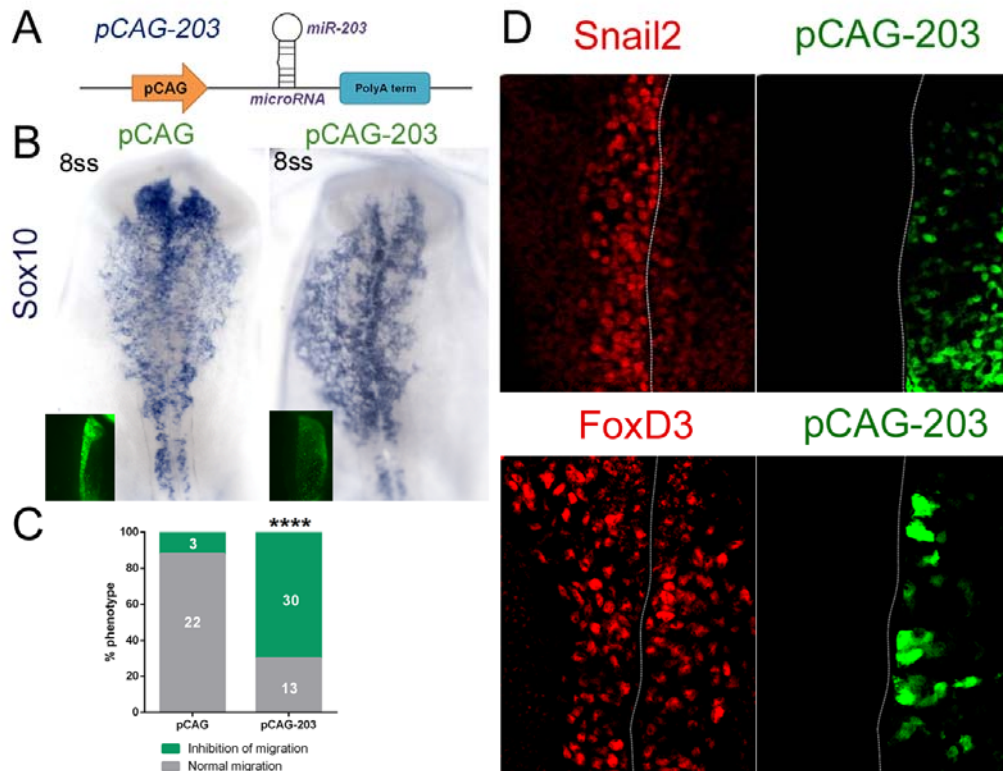 A
pCAG-203
miR-203
pCAG
microRNA
PolyA term
B
pCAG
pCAG-203
8ss
8ss
Sox10
C
****
100
80
60
40
20
0
% phenotype
3
22
30
13
pCAG
pCAG-203
Inhibition of migration
Normal migration
D
Snail2
pCAG-203
FoxD3
pCAG-203